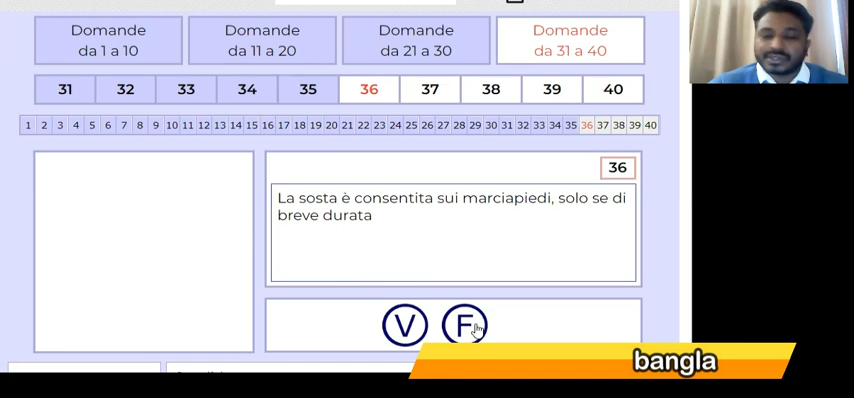 Domande
da 1 a 10
Domande
da 11 a 20
Domande
da 21 a 30
Domande
da 31 a 40
31 32 33 34 35 36 37 38 39 40
1 2 3 4 5 6 7 8 9 10 11 12 13 14 15 16 17 18 19 20 21 22 23 24 25 26 27 28 29 30 31 32 33 34 35 36 37 38 39 40
36
La sosta è consentita sui marciapiedi, solo se di
breve durata
V F
bangla